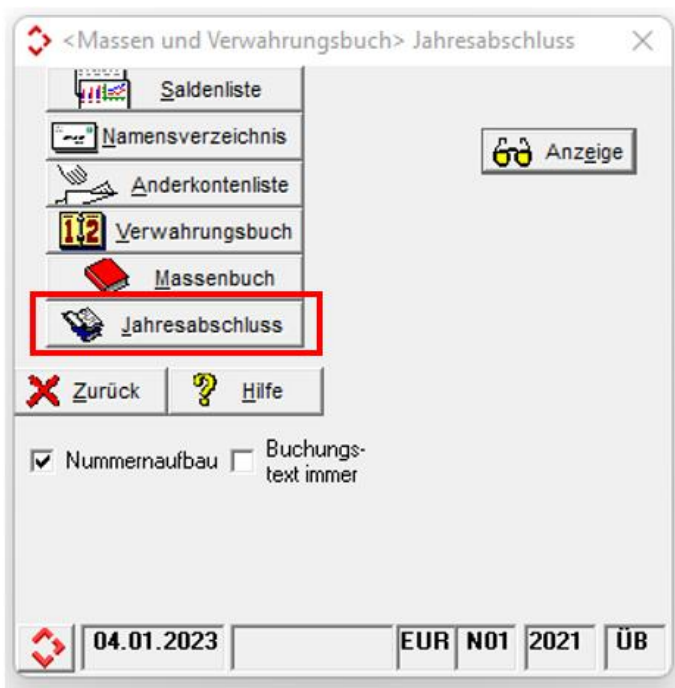 <Massen und Verwahrungsbuch> Jahresabschluss
Saldenliste
Namensverzeichnis
Anzeige
Anderkontenliste
Verwahrungsbuch
Massenbuch
Jahresabschluss
Zurück Hilfe
Nummernaufbau Buchungs-
text immer
04.01.2023 EUR N01 2021 ÜB